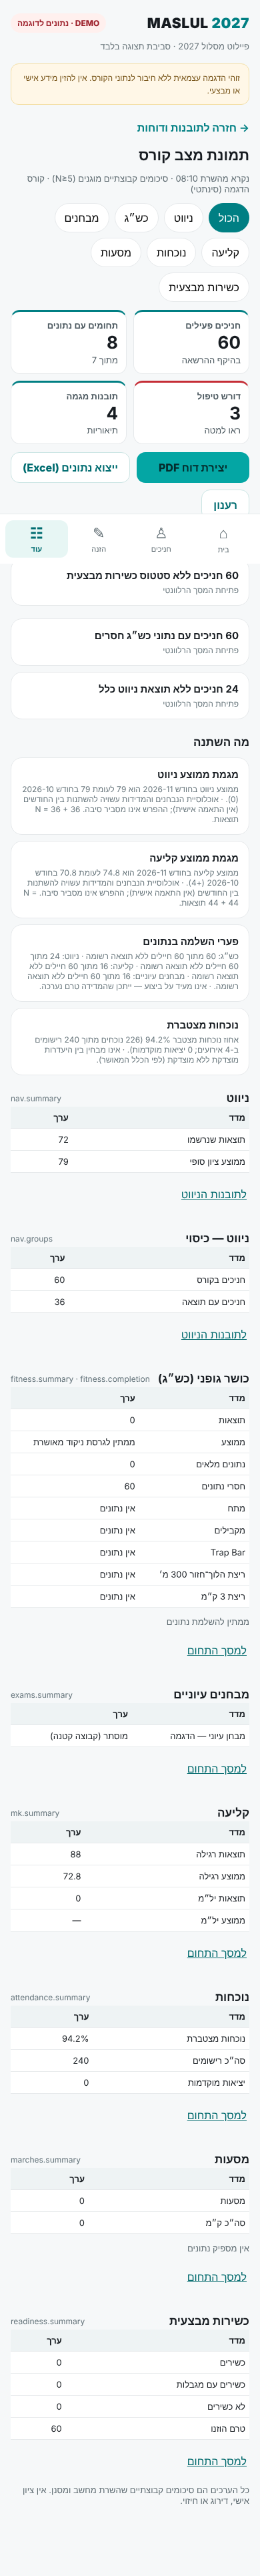 MASLUL 2027
DEMO · נתונים לדוגמה
פיילוט מסלול 2027 · סביבת תצוגה בלבד
זוהי הדגמה עצמאית ללא חיבור לנתוני הקורס. אין להזין מידע אישי
או מבצעי.
→ חזרה לתובנות ודוחות
תמונת מצב קורס
נקרא מהשרת 08:10 · סיכומים קבוצתיים מוגנים (N≥5) · קורס
הדגמה (סינתטי)
הכול
ניווט
כש״ג
מבחנים
קליעה
נוכחות
מסעות
כשירות מבצעית
חניכים פעילים
60
בהיקף ההרשאה
תחומים עם נתונים
8
מתוך 7
דורש טיפול
3
ראו למטה
תובנות מגמה
4
תיאוריות
יצירת דוח PDF
ייצוא נתונים (Excel)
רענון
⌂ בית
♙ חניכים
✎ הזנה
☷ עוד
60 חניכים ללא סטטוס כשירות מבצעית
פתיחת המסך הרלוונטי
60 חניכים עם נתוני כש״ג חסרים
פתיחת המסך הרלוונטי
24 חניכים ללא תוצאת ניווט כלל
פתיחת המסך הרלוונטי
מה השתנה
מגמת ממוצע ניווט
ממוצע ניווט בחודש 2026-11 הוא 79 לעומת 79 בחודש 2026-10
(0). · אוכלוסיית הנבחנים והמדידות עשויה להשתנות בין החודשים
(אין התאמה אישית); ההפרש אינו מסביר סיבה. N = 36 + 36
תוצאות.
מגמת ממוצע קליעה
ממוצע קליעה בחודש 2026-11 הוא 74.8 לעומת 70.8 בחודש
2026-10 (+4). · אוכלוסיית הנבחנים והמדידות עשויה להשתנות
בין החודשים (אין התאמה אישית); ההפרש אינו מסביר סיבה. N =
44 + 44 תוצאות.
פערי השלמה בנתונים
כש״ג: 60 מתוך 60 חניכים ללא תוצאה רשומה · ניווט: 24 מתוך
60 חניכים ללא תוצאה רשומה · קליעה: 16 מתוך 60 חניכים ללא
תוצאה רשומה · מבחנים עיוניים: 16 מתוך 60 חניכים ללא תוצאה
רשומה. · אינו מעיד על ביצוע — ייתכן שהמדידה טרם נערכה.
נוכחות מצטברת
אחוז נוכחות מצטבר 94.2% (226 נוכחים מתוך 240 רישומים
ב-4 אירועים; 0 יציאות מוקדמות). · אינו מבחין בין היעדרות
מוצדקת ללא מוצדקת (לפי הכלל המאושר).
ניווט nav.summary
מדד ערך
תוצאות שנרשמו 72
ממוצע ציון סופי 79
לתובנות הניווט
ניווט — כיסוי nav.groups
מדד ערך
חניכים בקורס 60
חניכים עם תוצאה 36
לתובנות הניווט
כושר גופני (כש״ג) fitness.summary · fitness.completion
מדד ערך
תוצאות 0
ממוצע ממתין לגרסת ניקוד מאושרת
נתונים מלאים 0
חסרי נתונים 60
מתח אין נתונים
מקבילים אין נתונים
Trap Bar אין נתונים
ריצת הלוך־חזור 300 מ׳ אין נתונים
ריצת 3 ק״מ אין נתונים
ממתין להשלמת נתונים
למסך התחום
מבחנים עיוניים exams.summary
מדד ערך
מבחן עיוני — הדגמה מוסתר (קבוצה קטנה)
למסך התחום
קליעה mk.summary
מדד ערך
תוצאות רגילה 88
ממוצע רגילה 72.8
תוצאות יל״מ 0
ממוצע יל״מ —
למסך התחום
נוכחות attendance.summary
מדד ערך
נוכחות מצטברת 94.2%
סה״כ רישומים 240
יציאות מוקדמות 0
למסך התחום
מסעות marches.summary
מדד ערך
מסעות 0
סה״כ ק״מ 0
אין מספיק נתונים
למסך התחום
כשירות מבצעית readiness.summary
מדד ערך
כשירים 0
כשירים עם מגבלות 0
לא כשירים 0
טרם הוזנו 60
למסך התחום
כל הערכים הם סיכומים קבוצתיים שהשרת מחשב ומסנן. אין ציון
אישי, דירוג או חיזוי.